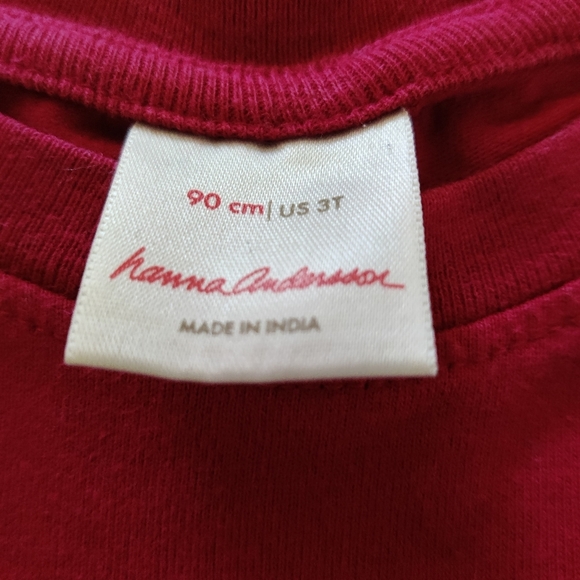 90 cm| US 3T
hanna andersson
MADE IN INDIA